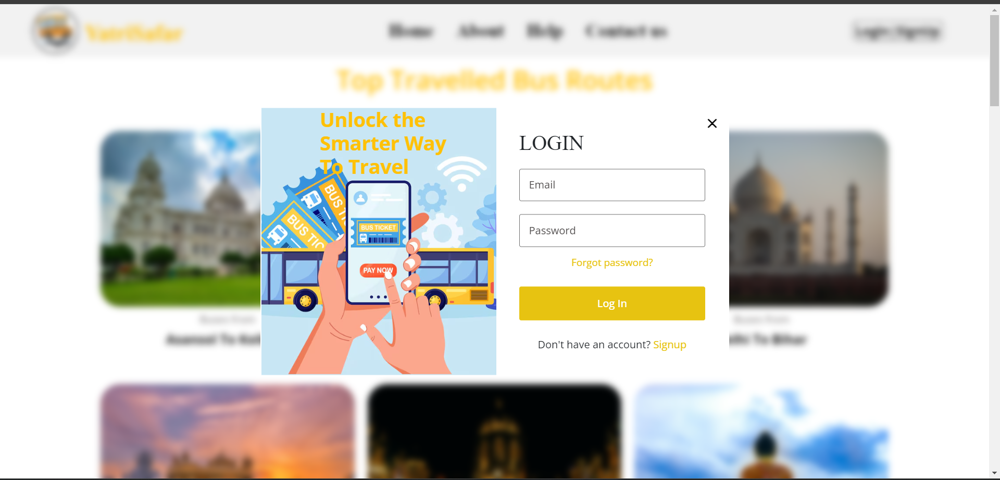 YatriSafar
Home About Help Contact us
Login/Signup
Top Travelled Bus Routes
Unlock the
Smarter Way
To Travel
BUS T
BUS TIC
BUS TICKET
PAY NOW
LOGIN
Email
Password
Forgot password?
Log In
Don't have an account? Signup
Buses from
Asansol To Kol
Buses from
lhi To Bihar